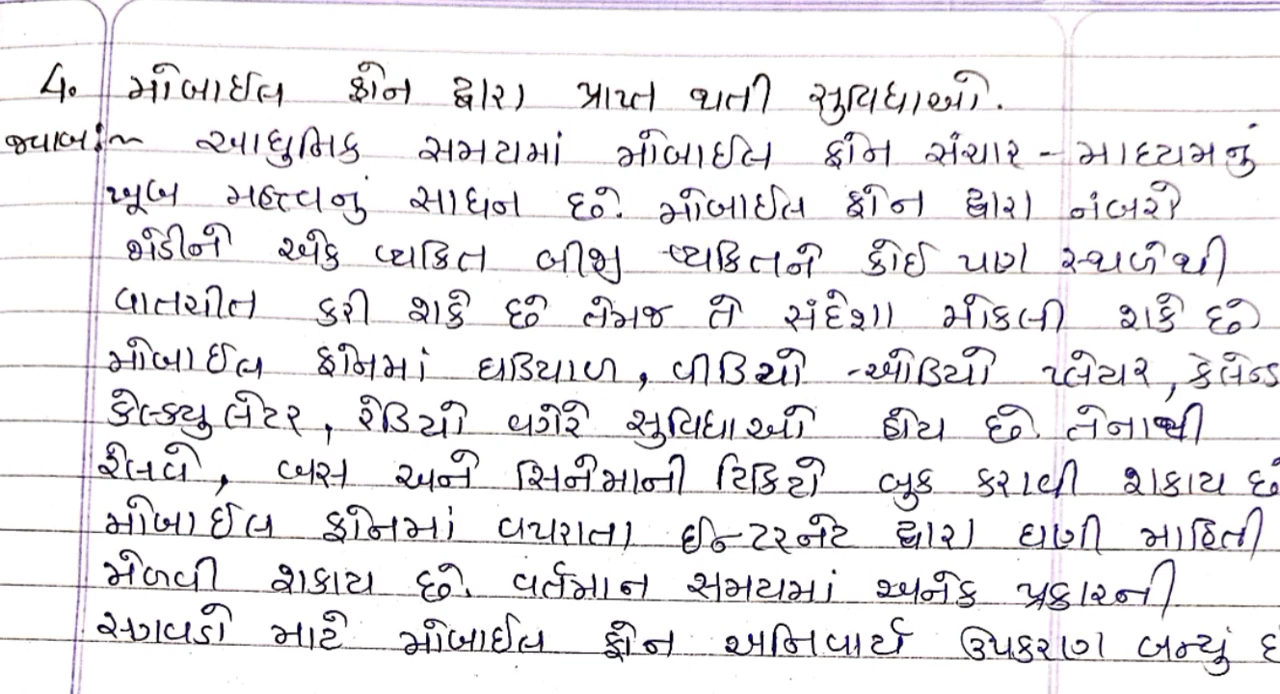 4. મોબાઈલ ફોન દ્વારા પ્રાપ્ત થતી સુવિધાઓ.
જવાબઃ~ આધુનિક સમયમાં મોબાઈલ ફોન સંચાર - માધ્યમનું
ખૂબ મહત્ત્વનું સાધન છે. મોબાઈલ ફોન દ્વારા નંબરો
જોડીને એક વ્યકિત બીજી વ્યકિતને કોઈ પણ સ્થળેથી
વાતચીત કરી શકે છે તેમજ તે સંદેશા મોકલી શકે છે
મોબાઈલ ફોનમાં ઘડિયાળ, વીડિયો - ઓડિયો પ્લેયર, કેલેન્ડ
કેલ્ક્યુલેટર, રેડિયો વગેરે સુવિધાઓ હોય છે. તેનાથી
રેલવે, બસ અને સિનેમાની ટિકિટો બુક કરાવી શકાય છે
મોબાઈલ ફોનમાં વપરાતા ઈન્ટરનેટ દ્વારા ઘણી માહિતી
મેળવી શકાય છે. વર્તમાન સમયમાં અનેક પ્રકારની
સગવડો માટે મોબાઈલ ફોન અનિવાર્ય ઉપકરણ બન્યું છે